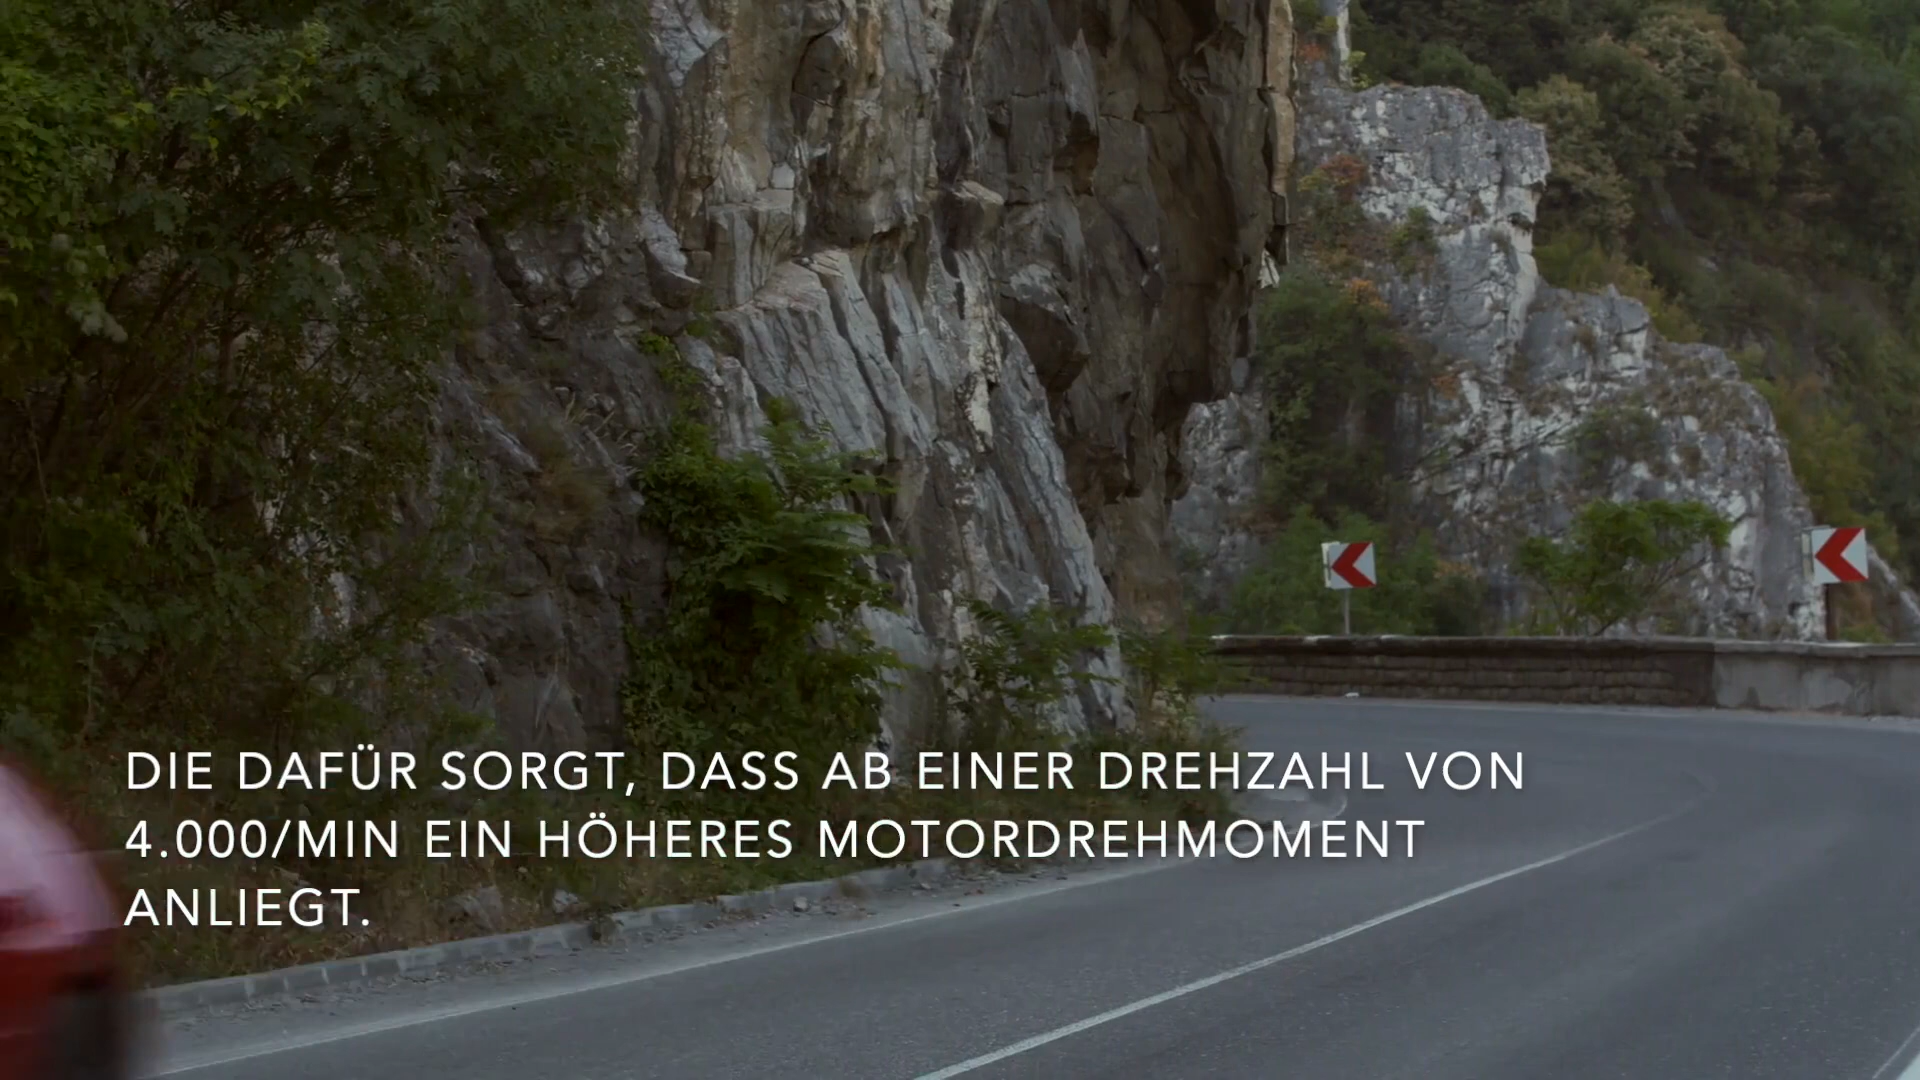 DIE DAFÜR SORGT, DASS AB EINER DREHZAHL VON
4.000/MIN EIN HÖHERES MOTORDREHMOMENT
ANLIEGT.